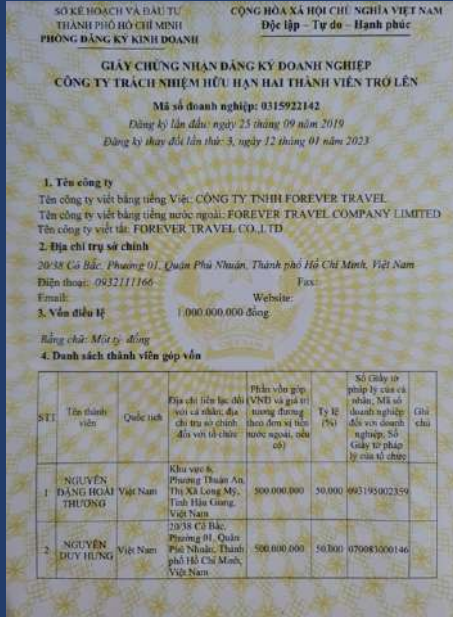 SỞ KẾ HOẠCH VÀ ĐẦU TƯ
THÀNH PHỐ HỒ CHÍ MINH
PHÒNG ĐĂNG KÝ KINH DOANH
CỘNG HÒA XÃ HỘI CHỦ NGHĨA VIỆT NAM
Độc lập – Tự do – Hạnh phúc
GIẤY CHỨNG NHẬN ĐĂNG KÝ DOANH NGHIỆP
CÔNG TY TRÁCH NHIỆM HỮU HẠN HAI THÀNH VIÊN TRỞ LÊN
Mã số doanh nghiệp: 0315922142
Đăng ký lần đầu: ngày 25 tháng 09 năm 2019
Đăng ký thay đổi lần thứ: 3, ngày 12 tháng 01 năm 2023
1. Tên công ty
Tên công ty viết bằng tiếng Việt: CÔNG TY TNHH FOREVER TRAVEL
Tên công ty viết bằng tiếng nước ngoài: FOREVER TRAVEL COMPANY LIMITED
Tên công ty viết tắt: FOREVER TRAVEL CO.,LTD
2. Địa chỉ trụ sở chính
20/38 Cô Bắc, Phường 01, Quận Phú Nhuận, Thành phố Hồ Chí Minh, Việt Nam
Điện thoại: 0932111166 Fax:
Email: Website:
3. Vốn điều lệ 1.000.000.000 đồng
Bằng chữ: Một tỷ đồng
4. Danh sách thành viên góp vốn
STT
Tên thành
viên
Quốc tịch
Địa chỉ liên lạc đối
với cá nhân; địa
chỉ trụ sở chính
đối với tổ chức
Phần vốn góp
(VNĐ và giá trị
tương đương
theo đơn vị tiền
nước ngoài, nếu
có)
Tỷ lệ
(%)
Số Giấy tờ
pháp lý của cá
nhân; Mã số
doanh nghiệp
đối với doanh
nghiệp; Số
Giấy tờ pháp
lý của tổ chức
Ghi
chú
1
NGUYỄN
ĐẶNG HOÀI
THƯƠNG
Việt Nam
Khu vực 6,
Phường Thuận An,
Thị Xã Long Mỹ,
Tỉnh Hậu Giang,
Việt Nam
500.000.000
50,000
093195002359
2
NGUYỄN
DUY HƯNG
Việt Nam
20/38 Cô Bắc,
Phường 01, Quận
Phú Nhuận, Thành
phố Hồ Chí Minh,
Việt Nam
500.000.000
50,000
070083000146